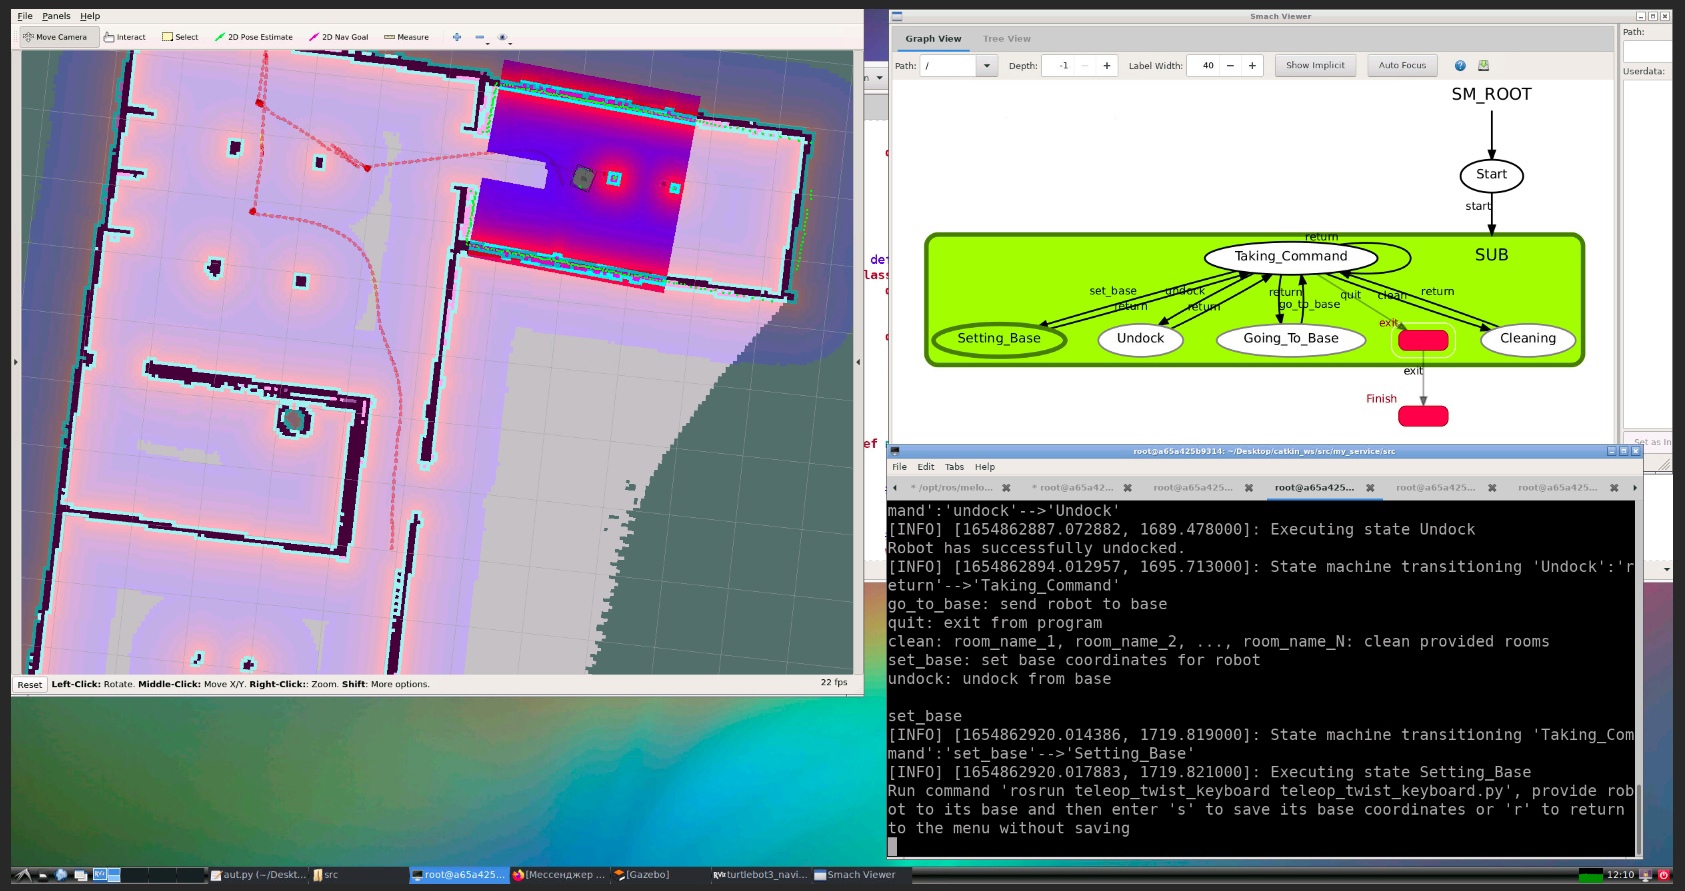 File Panels Help
Move Camera Interact Select 2D Pose Estimate 2D Nav Goal Measure
Reset Left-Click: Rotate. Middle-Click: Move X/Y. Right-Click:: Zoom. Shift: More options. 22 fps
Smach Viewer
Graph View Tree View
Path: / Depth: -1 Label Width: 40 Show Implicit Auto Focus
Path:
Userdata:
SM_ROOT
Start
start
return
Taking_Command
SUB
set_base undock return quit clean return
return return go_to_base
exit
Setting_Base Undock Going_To_Base Cleaning
exit
Finish
Set as In
root@a65a425b9314: ~/Desktop/catkin_ws/src/my_service/src
File Edit Tabs Help
* /opt/ros/melo... * root@a65a42... root@a65a425... root@a65a425... root@a65a425... root@a65a425...
mand':'undock'-->'Undock'
[INFO] [1654862887.072882, 1689.478000]: Executing state Undock
Robot has successfully undocked.
[INFO] [1654862894.012957, 1695.713000]: State machine transitioning 'Undock':'r
eturn'-->'Taking_Command'
go_to_base: send robot to base
quit: exit from program
clean: room_name_1, room_name_2, ..., room_name_N: clean provided rooms
set_base: set base coordinates for robot
undock: undock from base
set_base
[INFO] [1654862920.014386, 1719.819000]: State machine transitioning 'Taking_Com
mand':'set_base'-->'Setting_Base'
[INFO] [1654862920.017883, 1719.821000]: Executing state Setting_Base
Run command 'rosrun teleop_twist_keyboard teleop_twist_keyboard.py', provide rob
ot to its base and then enter 's' to save its base coordinates or 'r' to return
to the menu without saving
aut.py (~/Deskt... src root@a65a425... [Мессенджер ... [Gazebo] turtlebot3_navi... Smach Viewer 12:10